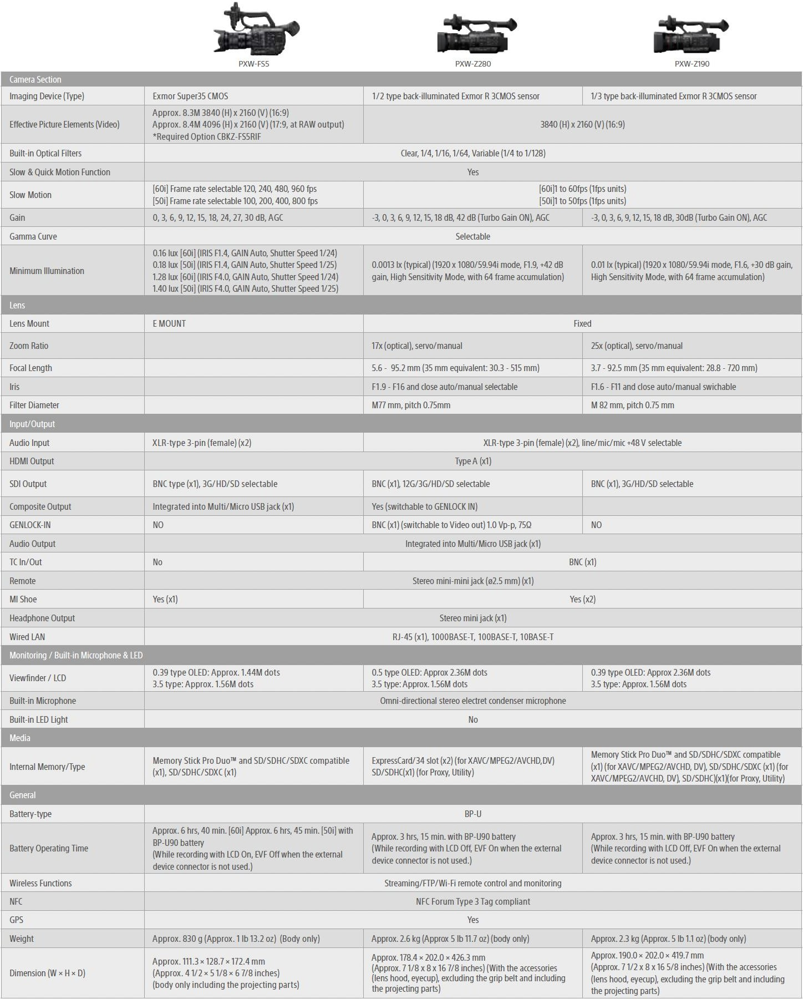 PXW-FS5 PXW-Z280 PXW-Z190
Camera Section
Imaging Device (Type) Exmor Super35 CMOS 1/2 type back-illuminated Exmor R 3CMOS sensor 1/3 type back-illuminated Exmor R 3CMOS sensor
Effective Picture Elements (Video)
Approx. 8.3M 3840 (H) x 2160 (V) (16:9)
Approx. 8.4M 4096 (H) x 2160 (V) (17:9, at RAW output)
*Required Option CBKZ-FS5RIF
3840 (H) x 2160 (V) (16:9)
Built-in Optical Filters Clear, 1/4, 1/16, 1/64, Variable (1/4 to 1/128)
Slow & Quick Motion Function Yes
Slow Motion
[60i] Frame rate selectable 120, 240, 480, 960 fps
[50i] Frame rate selectable 100, 200, 400, 800 fps
[60i]1 to 60fps (1fps units)
[50i]1 to 50fps (1fps units)
Gain 0, 3, 6, 9, 12, 15, 18, 24, 27, 30 dB, AGC -3, 0, 3, 6, 9, 12, 15, 18 dB, 42 dB (Turbo Gain ON), AGC -3, 0, 3, 6, 9, 12, 15, 18 dB, 30dB (Turbo Gain ON), AGC
Gamma Curve Selectable
Minimum Illumination
0.16 lux [60i] (IRIS F1.4, GAIN Auto, Shutter Speed 1/24)
0.18 lux [50i] (IRIS F1.4, GAIN Auto, Shutter Speed 1/25)
1.28 lux [60i] (IRIS F4.0, GAIN Auto, Shutter Speed 1/24)
1.40 lux [50i] (IRIS F4.0, GAIN Auto, Shutter Speed 1/25)
0.0013 lx (typical) (1920 x 1080/59.94i mode, F1.9, +42 dB
gain, High Sensitivity Mode, with 64 frame accumulation)
0.01 lx (typical) (1920 x 1080/59.94i mode, F1.6, +30 dB gain,
High Sensitivity Mode, with 64 frame accumulation)
Lens
Lens Mount E MOUNT Fixed
Zoom Ratio 17x (optical), servo/manual 25x (optical), servo/manual
Focal Length 5.6 - 95.2 mm (35 mm equivalent: 30.3 - 515 mm) 3.7 - 92.5 mm (35 mm equivalent: 28.8 - 720 mm)
Iris F1.9 - F16 and close auto/manual selectable F1.6 - F11 and close auto/manual swichable
Filter Diameter M77 mm, pitch 0.75mm M 82 mm, pitch 0.75 mm
Input/Output
Audio Input XLR-type 3-pin (female) (x2) XLR-type 3-pin (female) (x2), line/mic/mic +48 V selectable
HDMI Output Type A (x1)
SDI Output BNC type (x1), 3G/HD/SD selectable BNC (x1), 12G/3G/HD/SD selectable BNC (x1), 3G/HD/SD selectable
Composite Output Integrated into Multi/Micro USB jack (x1) Yes (switchable to GENLOCK IN)
GENLOCK-IN NO BNC (x1) (switchable to Video out) 1.0 Vp-p, 75Ω NO
Audio Output Integrated into Multi/Micro USB jack (x1)
TC In/Out No BNC (x1)
Remote Stereo mini-mini jack (ø2.5 mm) (x1)
MI Shoe Yes (x1) Yes (x2)
Headphone Output Stereo mini jack (x1)
Wired LAN RJ-45 (x1), 1000BASE-T, 100BASE-T, 10BASE-T
Monitoring / Built-in Microphone & LED
Viewfinder / LCD
0.39 type OLED: Approx. 1.44M dots
3.5 type: Approx. 1.56M dots
0.5 type OLED: Approx 2.36M dots
3.5 type: Approx. 1.56M dots
0.39 type OLED: Approx 2.36M dots
3.5 type: Approx. 1.56M dots
Built-in Microphone Omni-directional stereo electret condenser microphone
Built-in LED Light No
Media
Internal Memory/Type
Memory Stick Pro Duo™ and SD/SDHC/SDXC compatible
(x1), SD/SDHC/SDXC (x1)
ExpressCard/34 slot (x2) (for XAVC/MPEG2/AVCHD,DV)
SD/SDHC(x1) (for Proxy, Utility)
Memory Stick Pro Duo™ and SD/SDHC/SDXC compatible
(x1) (for XAVC/MPEG2/AVCHD, DV), SD/SDHC/SDXC (x1) (for
XAVC/MPEG2/AVCHD, DV), SD/SDHC)(x1)(for Proxy, Utility)
General
Battery-type BP-U
Battery Operating Time
Approx. 6 hrs, 40 min. [60i] Approx. 6 hrs, 45 min. [50i] with
BP-U90 battery
(While recording with LCD On, EVF Off when the external
device connector is not used.)
Approx. 3 hrs, 15 min. with BP-U90 battery
(While recording with LCD Off, EVF On when the external
device connector is not used.)
Approx. 3 hrs, 15 min. with BP-U90 battery
(While recording with LCD Off, EVF On when the external
device connector is not used.)
Wireless Functions Streaming/FTP/Wi-Fi remote control and monitoring
NFC NFC Forum Type 3 Tag compliant
GPS Yes
Weight Approx. 830 g (Approx. 1 lb 13.2 oz) (Body only) Approx. 2.6 kg (Approx 5 lb 11.7 oz) (body only) Approx. 2.3 kg (Approx. 5 lb 1.1 oz) (body only)
Dimension (W × H × D)
Approx. 111.3 × 128.7 × 172.4 mm
(Approx. 4 1/2 × 5 1/8 × 6 7/8 inches)
(body only including the projecting parts)
Approx. 178.4 × 202.0 × 426.3 mm
(Approx. 7 1/8 x 8 x 16 7/8 inches) (With the accessories
(lens hood, eyecup), excluding the grip belt and including
the projecting parts)
Approx. 190.0 × 202.0 × 419.7 mm
(Approx. 7 1/2 x 8 x 16 5/8 inches) (With the accessories
(lens hood, eyecup), excluding the grip belt and including
the projecting parts)